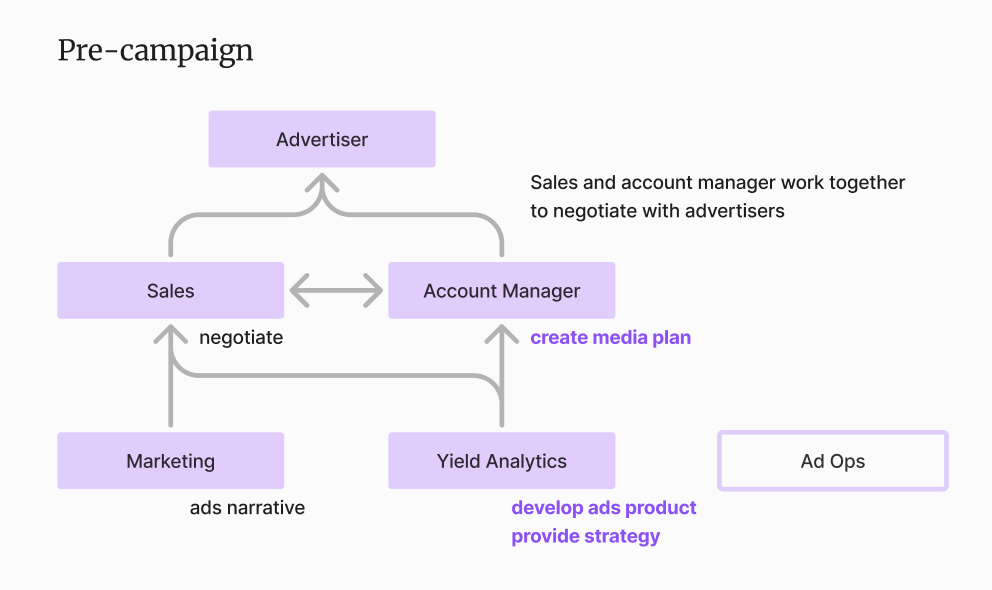 Pre-campaign
Advertiser
Sales and account manager work together
to negotiate with advertisers
Sales
Account Manager
negotiate
create media plan
Marketing
Yield Analytics
Ad Ops
ads narrative
develop ads product
provide strategy